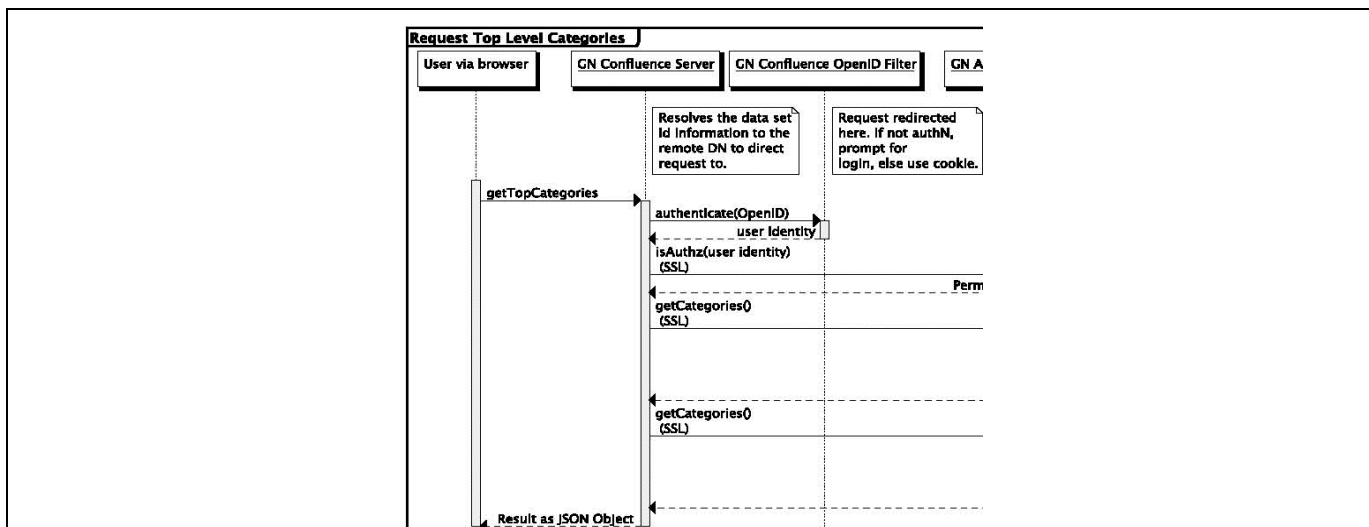 Request Top Level Categories
User via browser
GN Confluence Server
GN Confluence OpenID Filter
GN A
Resolves the data set
Id information to the
remote DN to direct
request to.
Request redirected
here. If not authN,
prompt for
login, else use cookie.
getTopCategories
authenticate(OpenID)
user identity
isAuthz(user identity)
(SSL)
Perm
getCategories()
(SSL)
getCategories()
(SSL)
Result as JSON Object